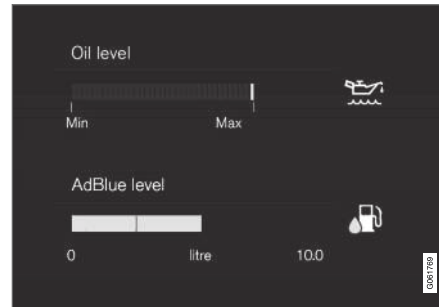 Oil level
Min Max
AdBlue level
0 litre 10.0
G061769